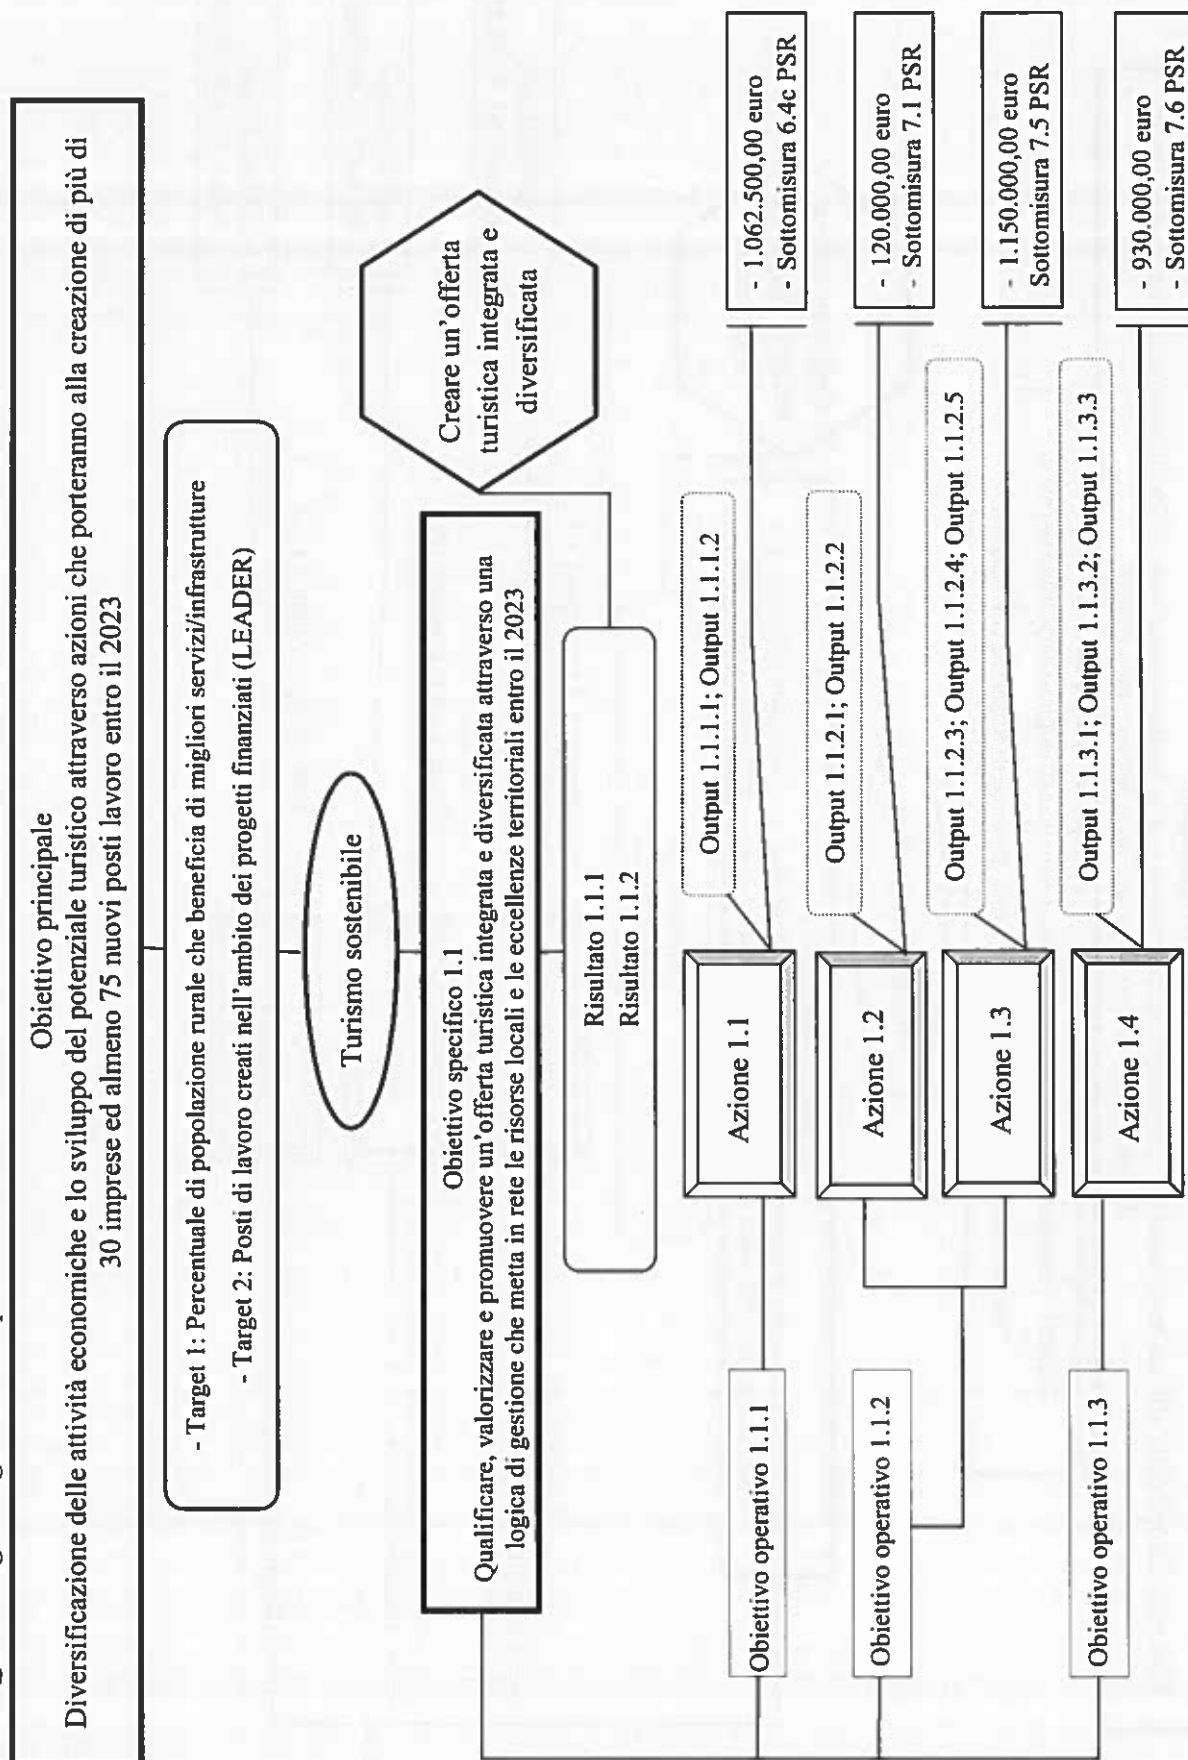 Obiettivo principale
Diversificazione delle attività economiche e lo sviluppo del potenziale turistico attraverso azioni che porteranno alla creazione di più di
30 imprese ed almeno 75 nuovi posti lavoro entro il 2023
- Target 1: Percentuale di popolazione rurale che beneficia di migliori servizi/infrastrutture
- Target 2: Posti di lavoro creati nell'ambito dei progetti finanziati (LEADER)
Turismo sostenibile
Obiettivo specifico 1.1
Qualificare, valorizzare e promuovere un'offerta turistica integrata e diversificata attraverso una
logica di gestione che metta in rete le risorse locali e le eccellenze territoriali entro il 2023
Creare un'offerta
turistica integrata e
diversificata
Risultato 1.1.1
Risultato 1.1.2
Obiettivo operativo 1.1.1
Azione 1.1
Output 1.1.1.1; Output 1.1.1.2
- 1.062.500,00 euro
- Sottomisura 6.4c PSR
Obiettivo operativo 1.1.2
Azione 1.2
Output 1.1.2.1; Output 1.1.2.2
- 120.000,00 euro
- Sottomisura 7.1 PSR
Azione 1.3
Output 1.1.2.3; Output 1.1.2.4; Output 1.1.2.5
- 1.150.000,00 euro
Sottomisura 7.5 PSR
Obiettivo operativo 1.1.3
Azione 1.4
Output 1.1.3.1; Output 1.1.3.2; Output 1.1.3.3
- 930.000,00 euro
- Sottomisura 7.6 PSR